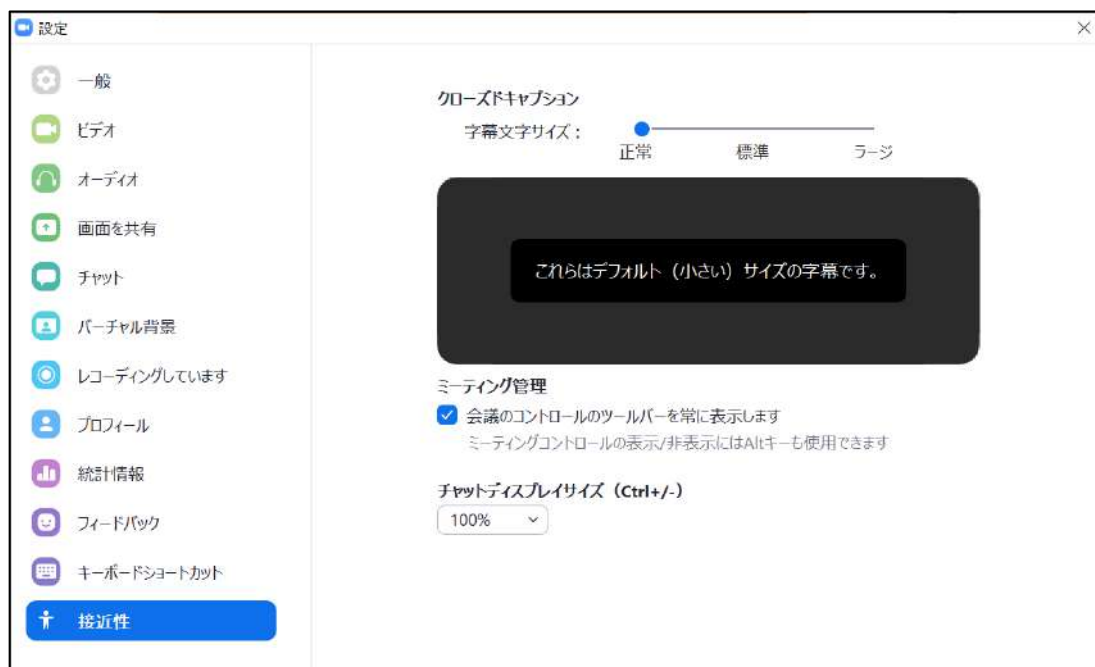 設定
一般
ビデオ
オーディオ
画面を共有
チャット
バーチャル背景
レコーディングしています
プロフィール
統計情報
フィードバック
キーボードショートカット
接近性
クローズドキャプション
字幕文字サイズ：
正常 標準 ラージ
これらはデフォルト（小さい）サイズの字幕です。
ミーティング管理
会議のコントロールのツールバーを常に表示します
ミーティングコントロールの表示/非表示にはAltキーも使用できます
チャットディスプレイサイズ（Ctrl+/-）
100%